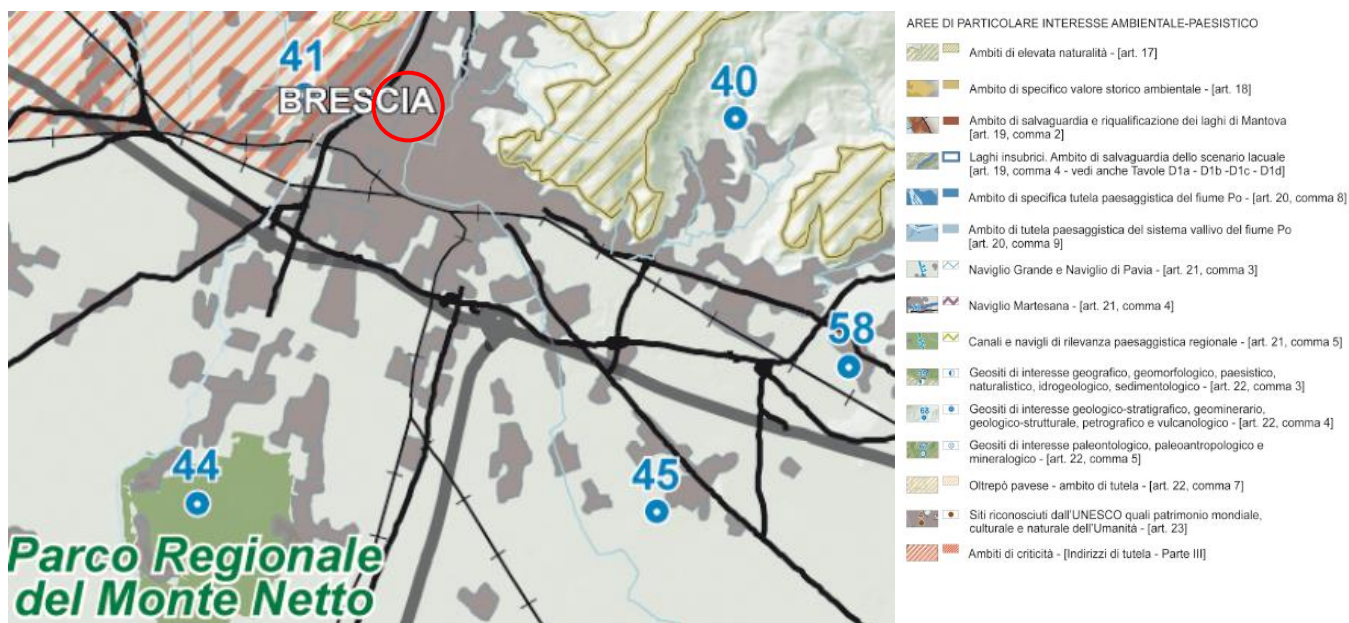 41
BRESCIA
40
58
44
45
Parco Regionale
del Monte Netto
AREE DI PARTICOLARE INTERESSE AMBIENTALE-PAESISTICO
Ambiti di elevata naturalità - [art. 17]
Ambito di specifico valore storico ambientale - [art. 18]
Ambito di salvaguardia e riqualificazione dei laghi di Mantova
[art. 19, comma 2]
Laghi insubrici. Ambito di salvaguardia dello scenario lacuale
[art. 19, comma 4 - vedi anche Tavole D1a - D1b -D1c - D1d]
Ambito di specifica tutela paesaggistica del fiume Po - [art. 20, comma 8]
Ambito di tutela paesaggistica del sistema vallivo del fiume Po
[art. 20, comma 9]
Naviglio Grande e Naviglio di Pavia - [art. 21, comma 3]
Naviglio Martesana - [art. 21, comma 4]
Canali e navigli di rilevanza paesaggistica regionale - [art. 21, comma 5]
Geositi di interesse geografico, geomorfologico, paesistico,
naturalistico, idrogeologico, sedimentologico - [art. 22, comma 3]
68
Geositi di interesse geologico-stratigrafico, geominerario,
geologico-strutturale, petrografico e vulcanologico - [art. 22, comma 4]
Geositi di interesse paleontologico, paleoantropologico e
mineralogico - [art. 22, comma 5]
Oltrepò pavese - ambito di tutela - [art. 22, comma 7]
Siti riconosciuti dall'UNESCO quali patrimonio mondiale,
culturale e naturale dell'Umanità - [art. 23]
Ambiti di criticità - [Indirizzi di tutela - Parte III]